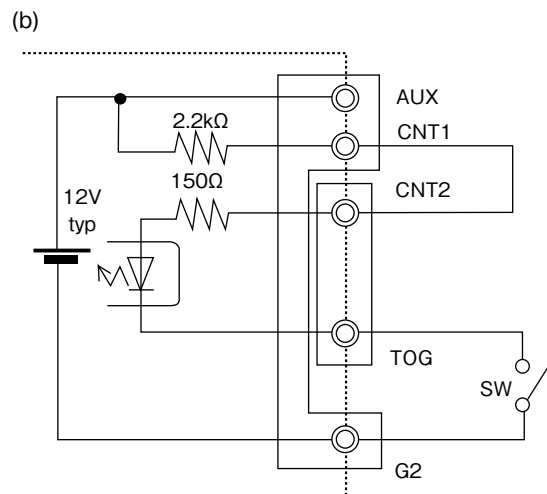 (b)
AUX
2.2kΩ
CNT1
150Ω
CNT2
12V
typ
TOG
SW
G2